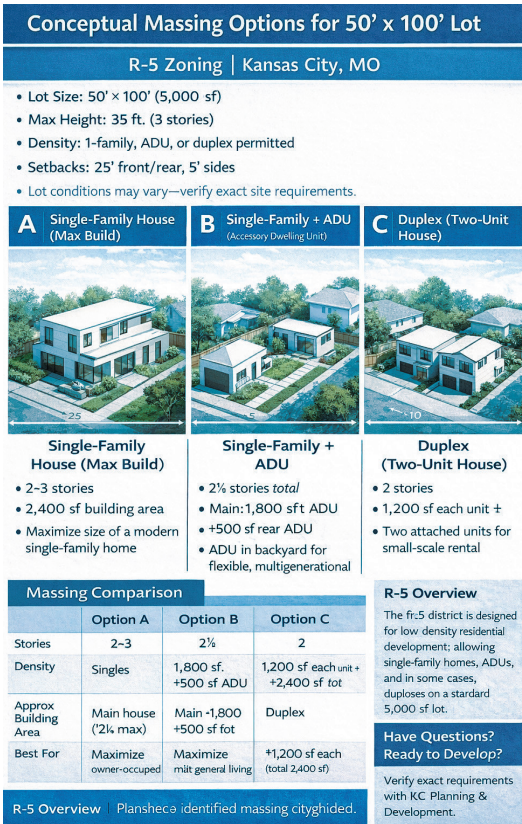 Conceptual Massing Options for 50' x 100' Lot
R-5 Zoning | Kansas City, MO
• Lot Size: 50' × 100' (5,000 sf)
• Max Height: 35 ft. (3 stories)
• Density: 1-family, ADU, or duplex permitted
• Setbacks: 25' front/rear, 5' sides
• Lot conditions may vary—verify exact site requirements.
A Single-Family House
(Max Build)
B Single-Family + ADU
(Accessory Dwelling Unit)
C Duplex (Two-Unit
House)
25
5
10
Single-Family
House (Max Build)
• 2–3 stories
• 2,400 sf building area
• Maximize size of a modern
single-family home
Single-Family +
ADU
• 2½ stories total
• Main:1,800 sft ADU
• +500 sf rear ADU
• ADU in backyard for
flexible, multigenerational
Duplex
(Two-Unit House)
• 2 stories
• 1,200 sf each unit +
• Two attached units for
small-scale rental
Massing Comparison
Option A Option B Option C
Stories 2–3 2½ 2
Density Singles 1,800 sf. 1,200 sf each unit +
+500 sf ADU +2,400 sf tot
Approx
Building
Area
Main house
('2¼ max)
Main -1,800
+500 sf fot
Duplex
Best For Maximize Maximize +1,200 sf each
owner-occuped general living (total 2,400 sf)
R-5 Overview
The district is designed
for low density residential
development; allowing
single-family homes, ADUs,
and in some cases,
duploses on a stardard
5,000 sf lot.
Have Questions?
Ready to Develop?
Verify exact requirements
with KC Planning &
Development.
R-5 Overview | Plansheca identified massing cityghided.